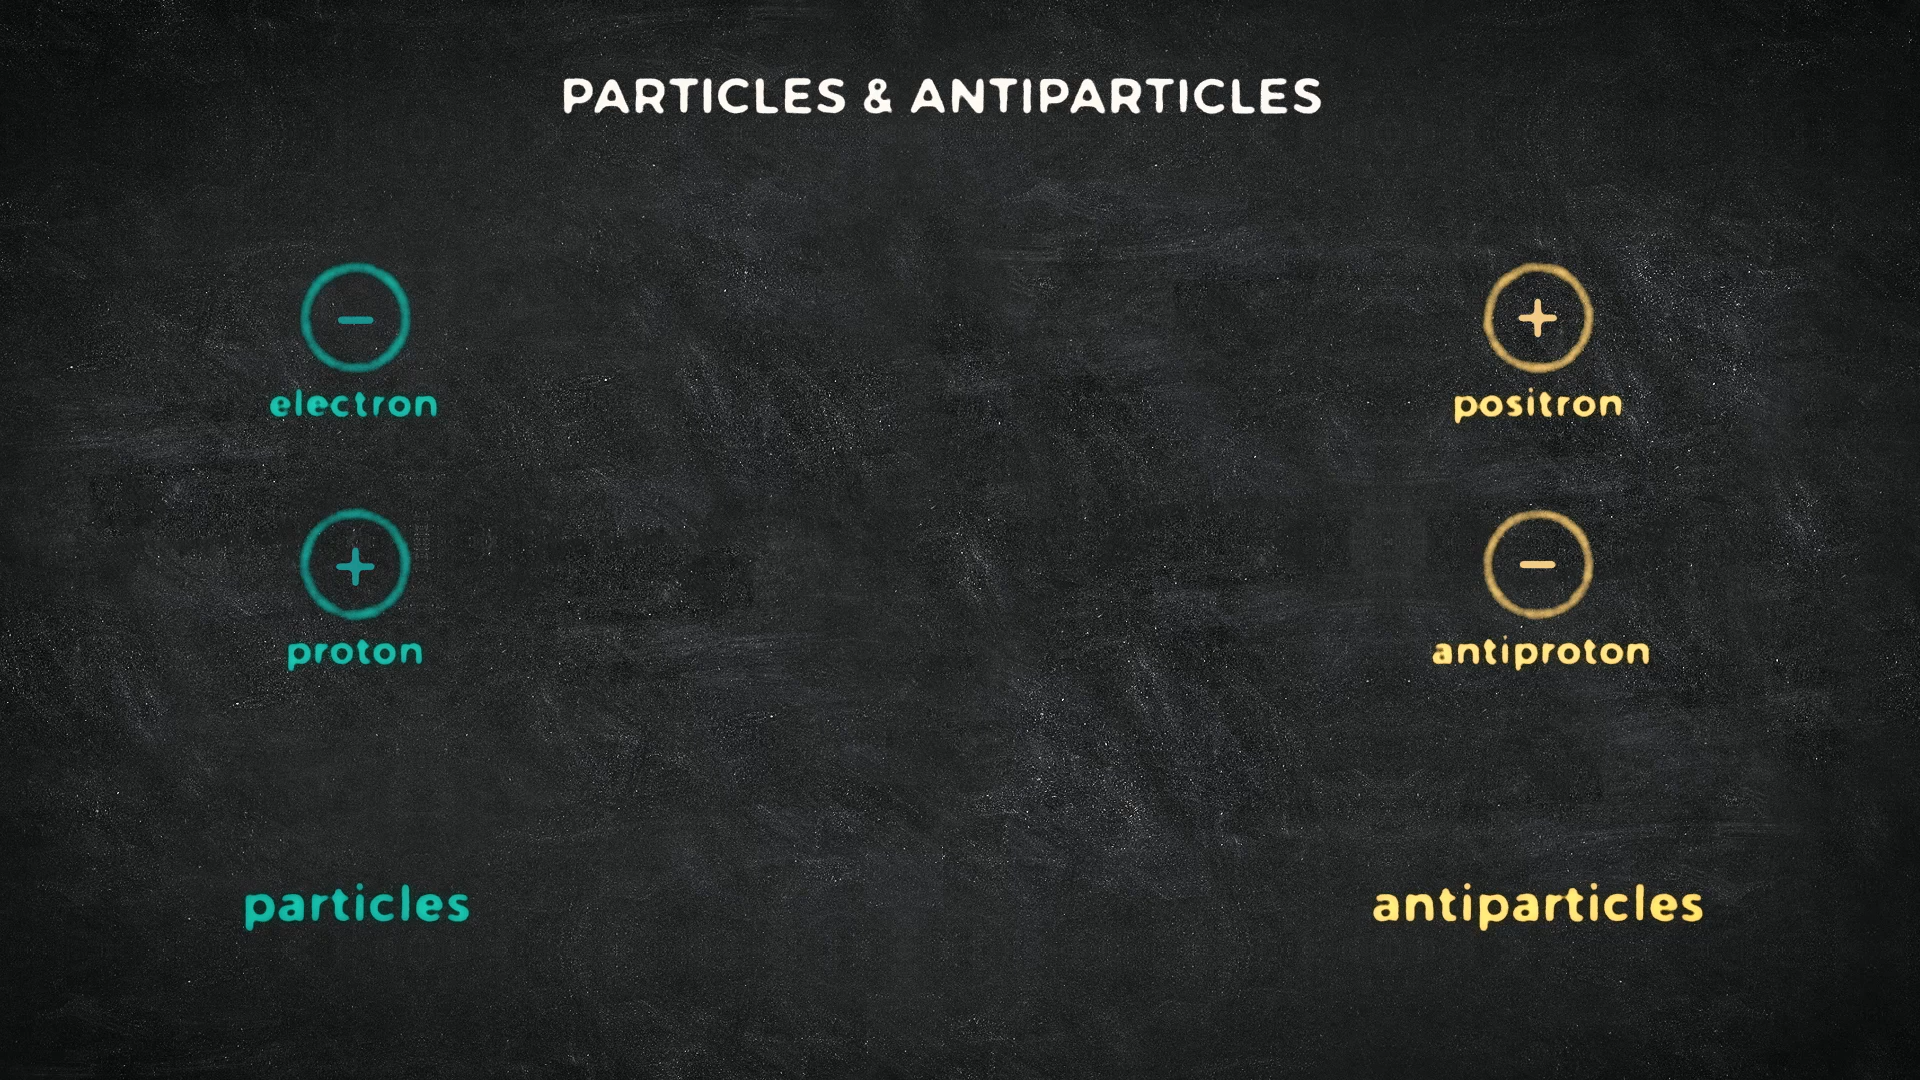 PARTICLES & ANTIPARTICLES
−
+
electron
positron
+
−
proton
antiproton
particles
antiparticles